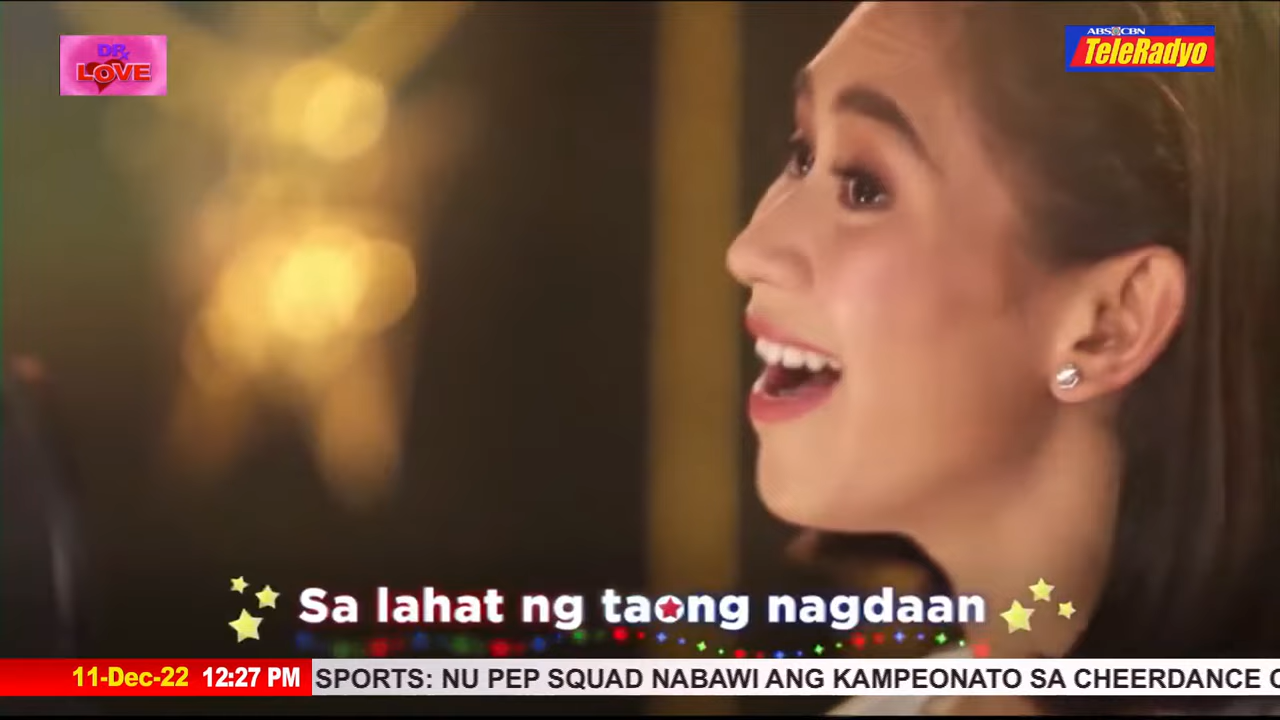 DR.
LOVE
ABS-CBN
TeleRadyo
Sa lahat ng taong nagdaan
11-Dec-22 12:27 PM SPORTS: NU PEP SQUAD NABAWI ANG KAMPEONATO SA CHEERDANCE